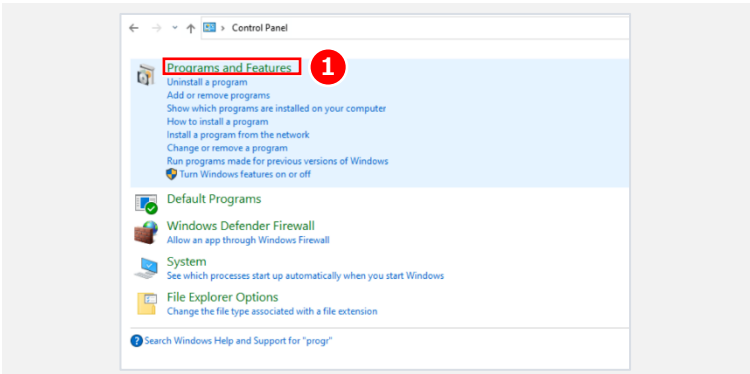 Control Panel
Programs and Features
1
Uninstall a program
Add or remove programs
Show which programs are installed on your computer
How to install a program
Install a program from the network
Change or remove a program
Run programs made for previous versions of Windows
Turn Windows features on or off
Default Programs
Windows Defender Firewall
Allow an app through Windows Firewall
System
See which processes start up automatically when you start Windows
File Explorer Options
Change the file type associated with a file extension
Search Windows Help and Support for "progr"